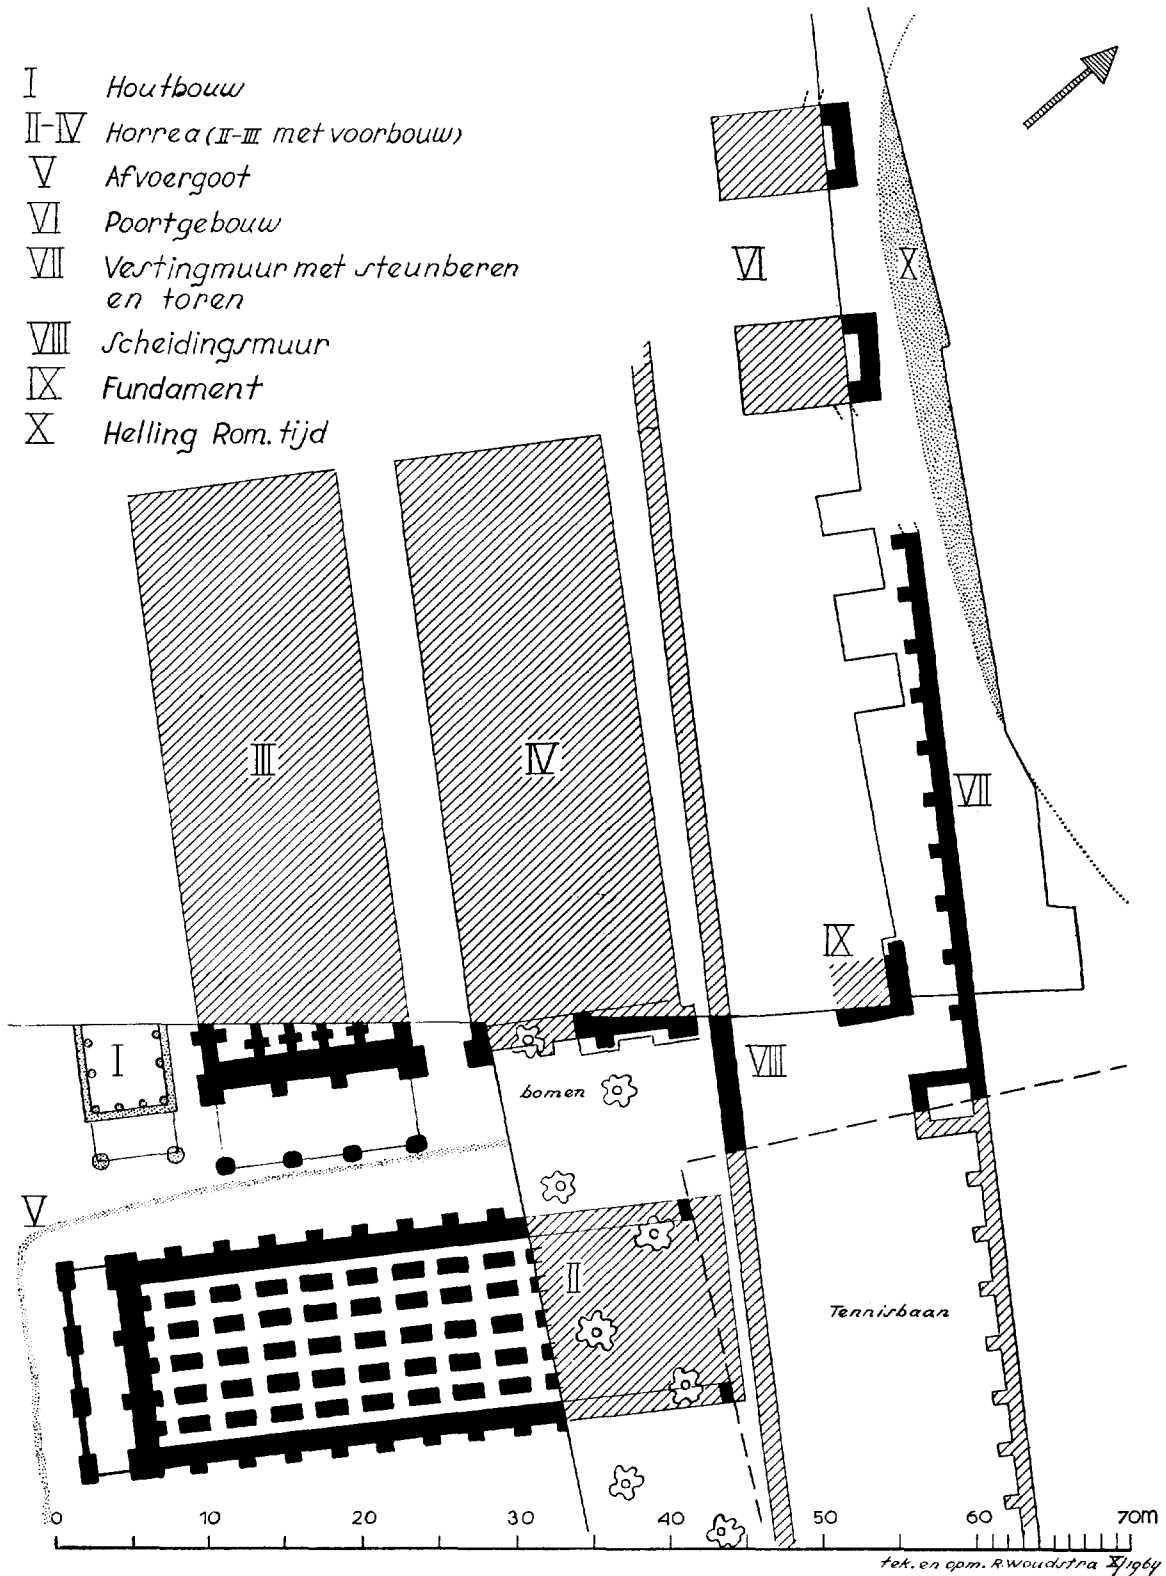 I Houtbouw
II-IV Horrea (II-III met voorbouw)
V Afvoergoot
VI Poortgebouw
VII Vestingmuur met steunberen
en toren
VIII Scheidingsmuur
IX Fundament
X Helling Rom. tijd
VI
X
III
IV
VII
IX
I
VIII
bomen
V
II
Tennisbaan
0 10 20 30 40 50 60 70m
tek. en opm. R. Woudstra X/1964